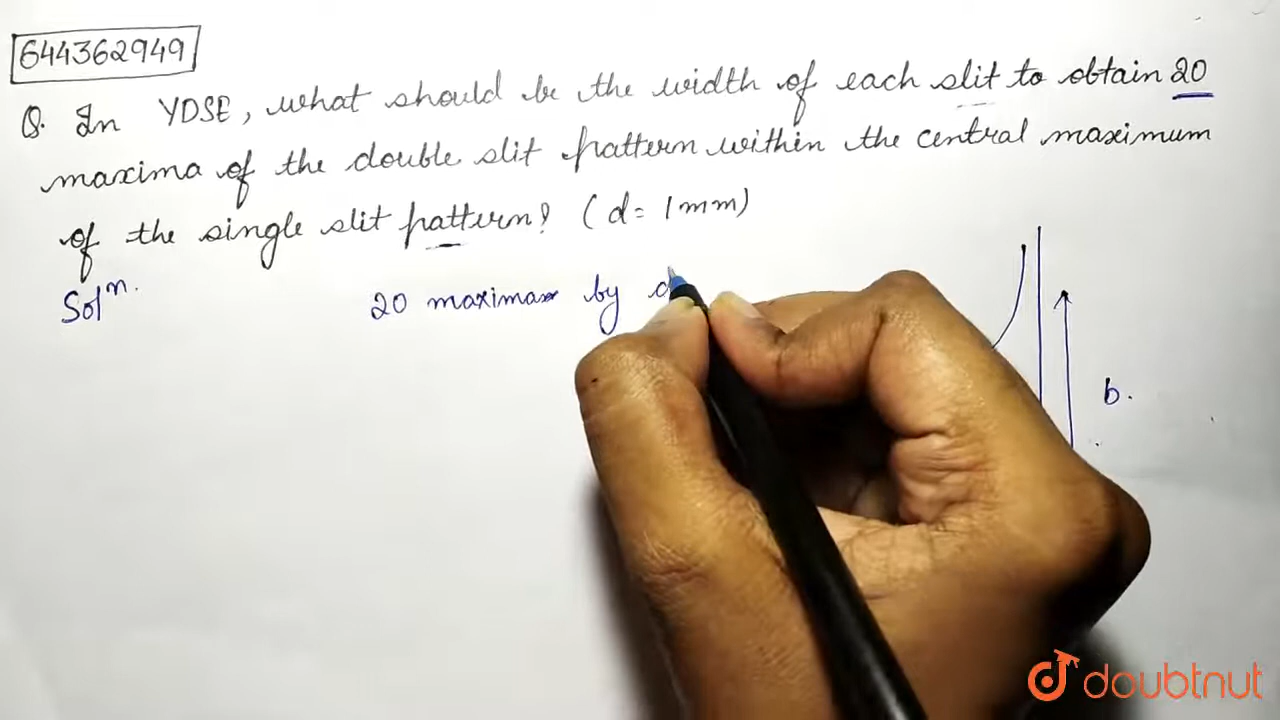 644362949
Q. In YDSE, what should be the width of each slit to obtain 20
maxima of the double slit pattern within the central maximum
of the single slit pattern? (d = 1mm)
Solⁿ. 20 maxima by d
b.
doubtnut